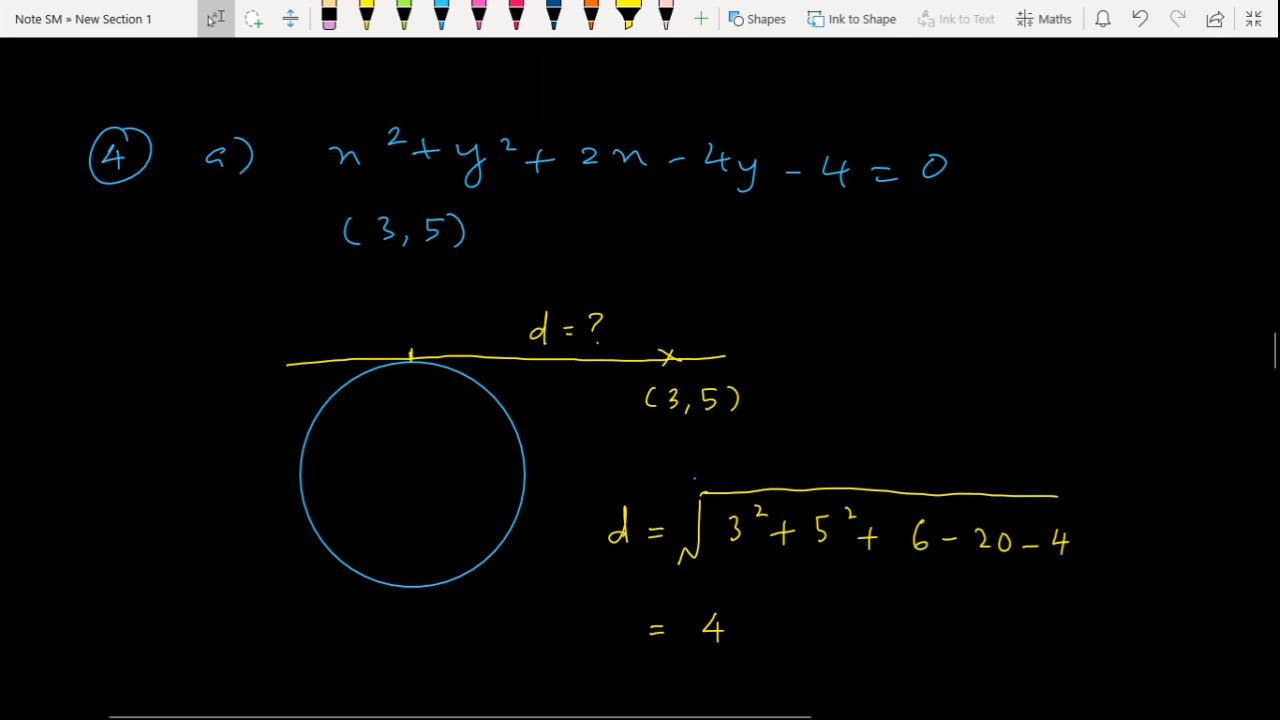 Note SM » New Section 1
Shapes
Ink to Shape
Ink to Text
Maths
4 a) x² + y² + 2x - 4y - 4 = 0
(3, 5)
d = ?
(3, 5)
d = √(3² + 5² + 6 - 20 - 4)
= 4